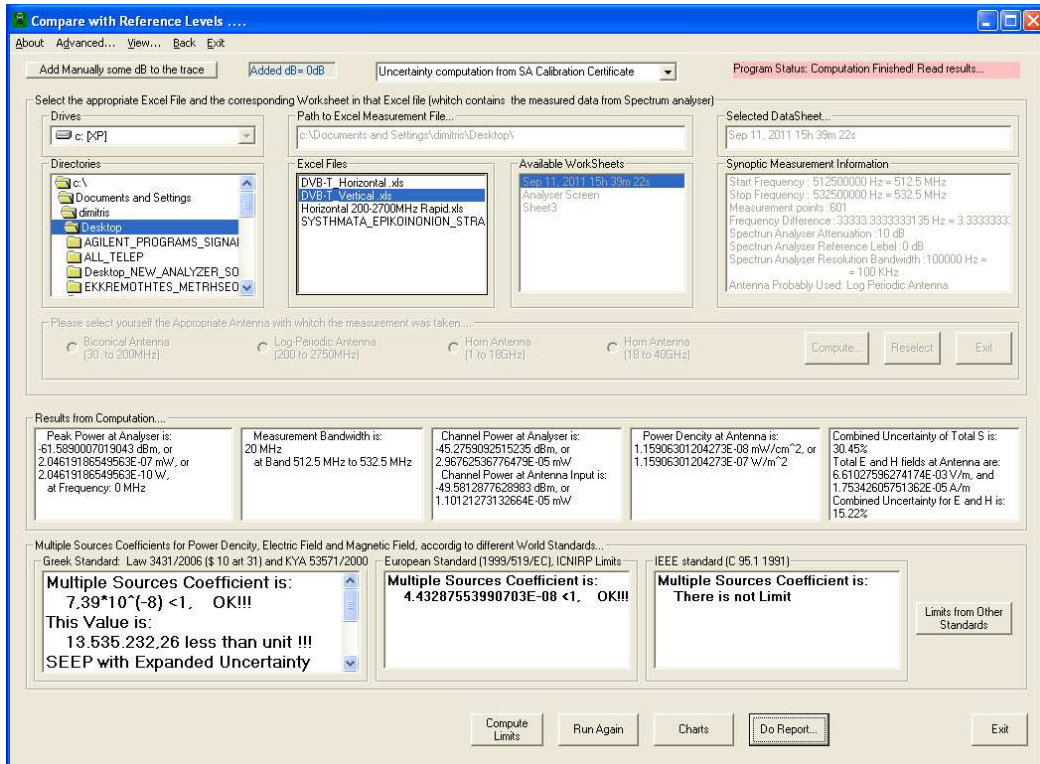 Compare with Reference Levels ....
About Advanced... View... Back Exit
Add Manually some dB to the trace
Added dB= 0dB
Uncertainty computation from SA Calibration Certificate
Program Status: Computation Finished! Read results...
Select the appropriate Excel File and the corresponding Worksheet in that Excel file (whitch contains the measured data from Spectrum analyser)
Drives
c: [XP]
Path to Excel Measurement File...
c:\Documents and Settings\dimitris\Desktop\
Selected DataSheet...
Sep 11, 2011 15h 39m 22s
Directories
c:\
Documents and Settings
dimitris
Desktop
AGILENT_PROGRAMS_SIGNAI
ALL_TELEP
Desktop_NEW_ANALYZER_SO
EKKREMOTHTES_METRHSEO
Excel Files
DVB-T_Horizontal .xls
DVB-T_Vertical .xls
Horizontal 200-2700MHz Rapid.xls
SYSTHMATA_EPIKOINONION_STRA
Available WorkSheets
Sep 11, 2011 15h 39m 22s
Analyser Screen
Sheet3
Synoptic Measurement Information
Start Frequency : 512500000 Hz = 512.5 MHz
Stop Frequency : 532500000 Hz = 532.5 MHz
Measurement points :601
Frequency Difference :33333.3333333135 Hz = 3.33333333
Spectrun Analyser Attenuation :10 dB
Spectrun Analyser Reference Lebel :0 dB
Spectrun Analyser Resolution Bandwidth :100000 Hz =
= 100 KHz
Antenna Probably Used: Log Periodic Antenna
Please select yourself the Appropriate Antenna with whitch the measurement was taken....
Biconical Antenna
(30 to 200MHz)
Log-Periodic Antenna
(200 to 2750MHz)
Horn Antenna
(1 to 18GHz)
Horn Antenna
(18 to 40GHz)
Compute...
Reselect
Exit
Results from Computation....
Peak Power at Analyser is:
-61.5890007019043 dBm, or
2.04619186549563E-07 mW, or
2.04619186549563E-10 W,
at Frequency: 0 MHz
Measurement Bandwidth is:
20 MHz
at Band 512.5 MHz to 532.5 MHz
Channel Power at Analyser is:
-45.2759092515235 dBm, or
2.96762536776479E-05 mW
Channel Power at Antenna Input is:
-49.5812877628983 dBm, or
1.10121273132664E-05 mW
Power Dencity at Antenna is:
1.15906301204273E-08 mW/cm^2, or
1.15906301204273E-07 W/m^2
Combined Uncertainty of Total S is:
30.45%
Total E and H fields at Antenna are:
6.61027596274174E-03 V/m, and
1.75342605751362E-05 A/m
Combined Uncertainty for E and H is:
15.22%
Multiple Sources Coefficients for Power Dencity, Electric Field and Magnetic Field, accordig to different World Standards...
Greek Standard: Law 3431/2006 ($ 10 art 31) and KYA 53571/2000
Multiple Sources Coefficient is:
7,39*10^(-8) <1, OK!!!
This Value is:
13.535.232,26 less than unit !!!
SEEP with Expanded Uncertainty
European Standard (1999/519/EC), ICNIRP Limits
Multiple Sources Coefficient is:
4.43287553990703E-08 <1, OK!!!
IEEE standard (C 95.1 1991)
Multiple Sources Coefficient is:
There is not Limit
Limits from Other
Standards
Compute
Limits
Run Again
Charts
Do Report...
Exit